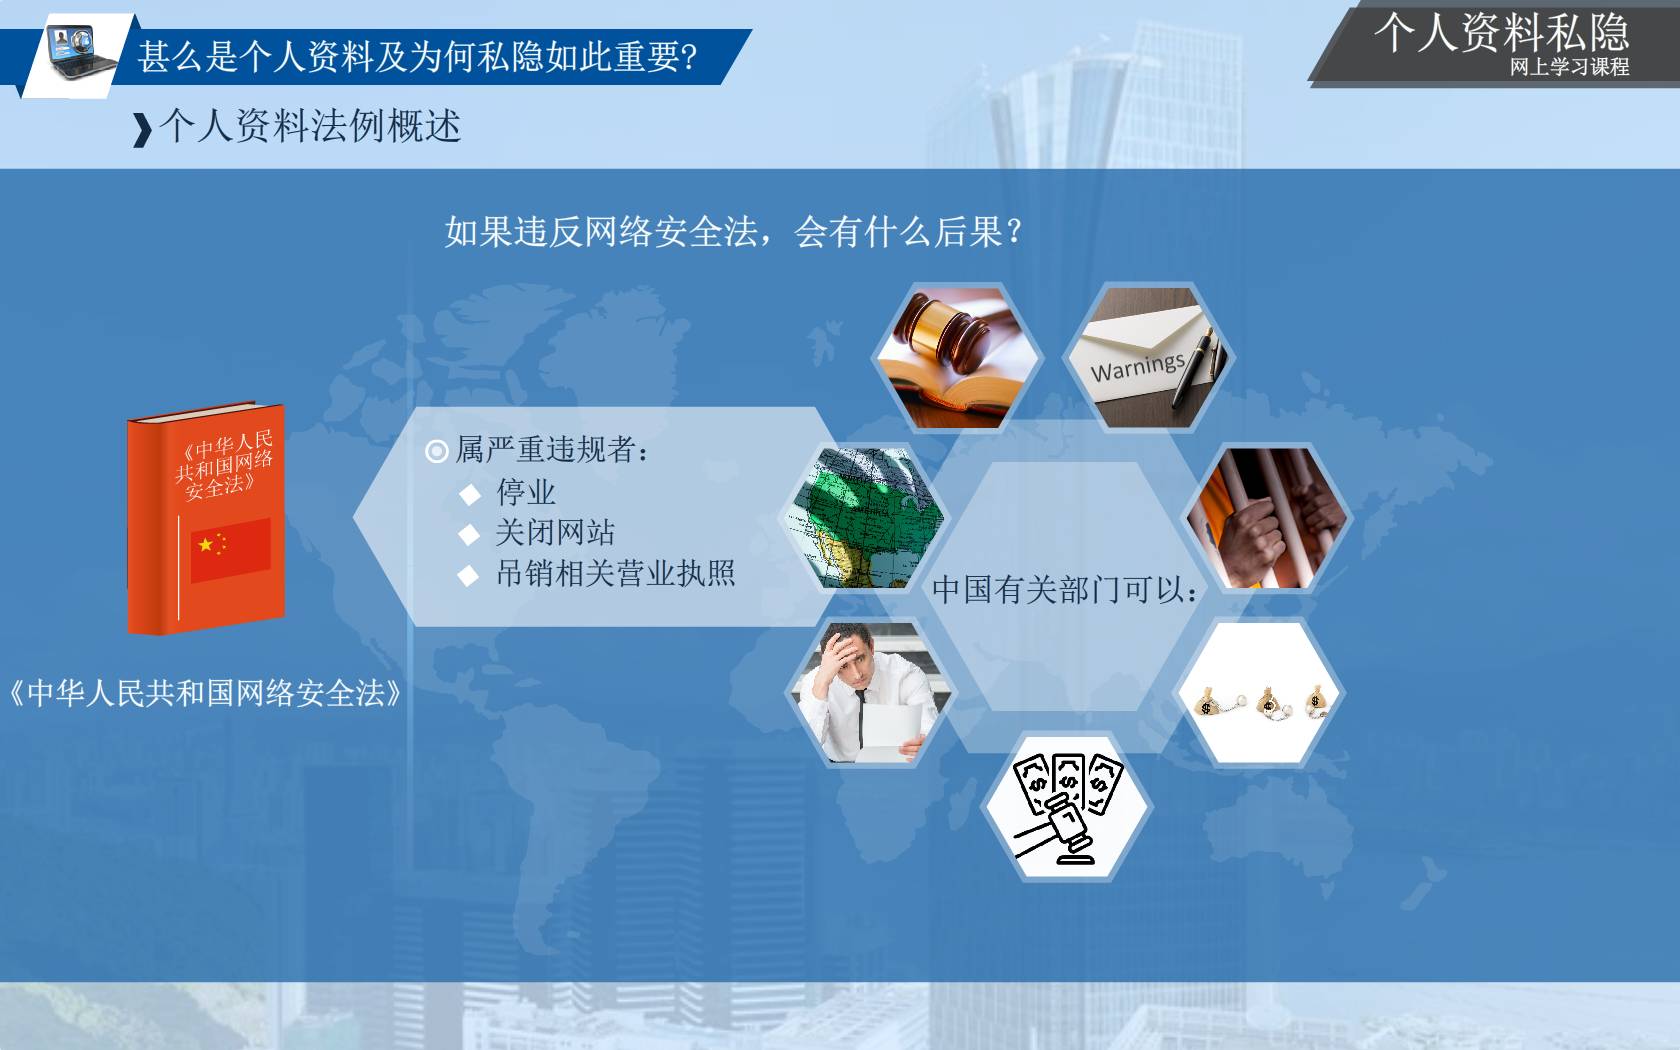 甚么是个人资料及为何私隐如此重要?
个人资料私隐
网上学习课程
个人资料法例概述
如果违反网络安全法，会有什么后果？
Warnings
《中华人民
共和国网络
安全法》
属严重违规者：
停业
关闭网站
吊销相关营业执照
中国有关部门可以：
《中华人民共和国网络安全法》